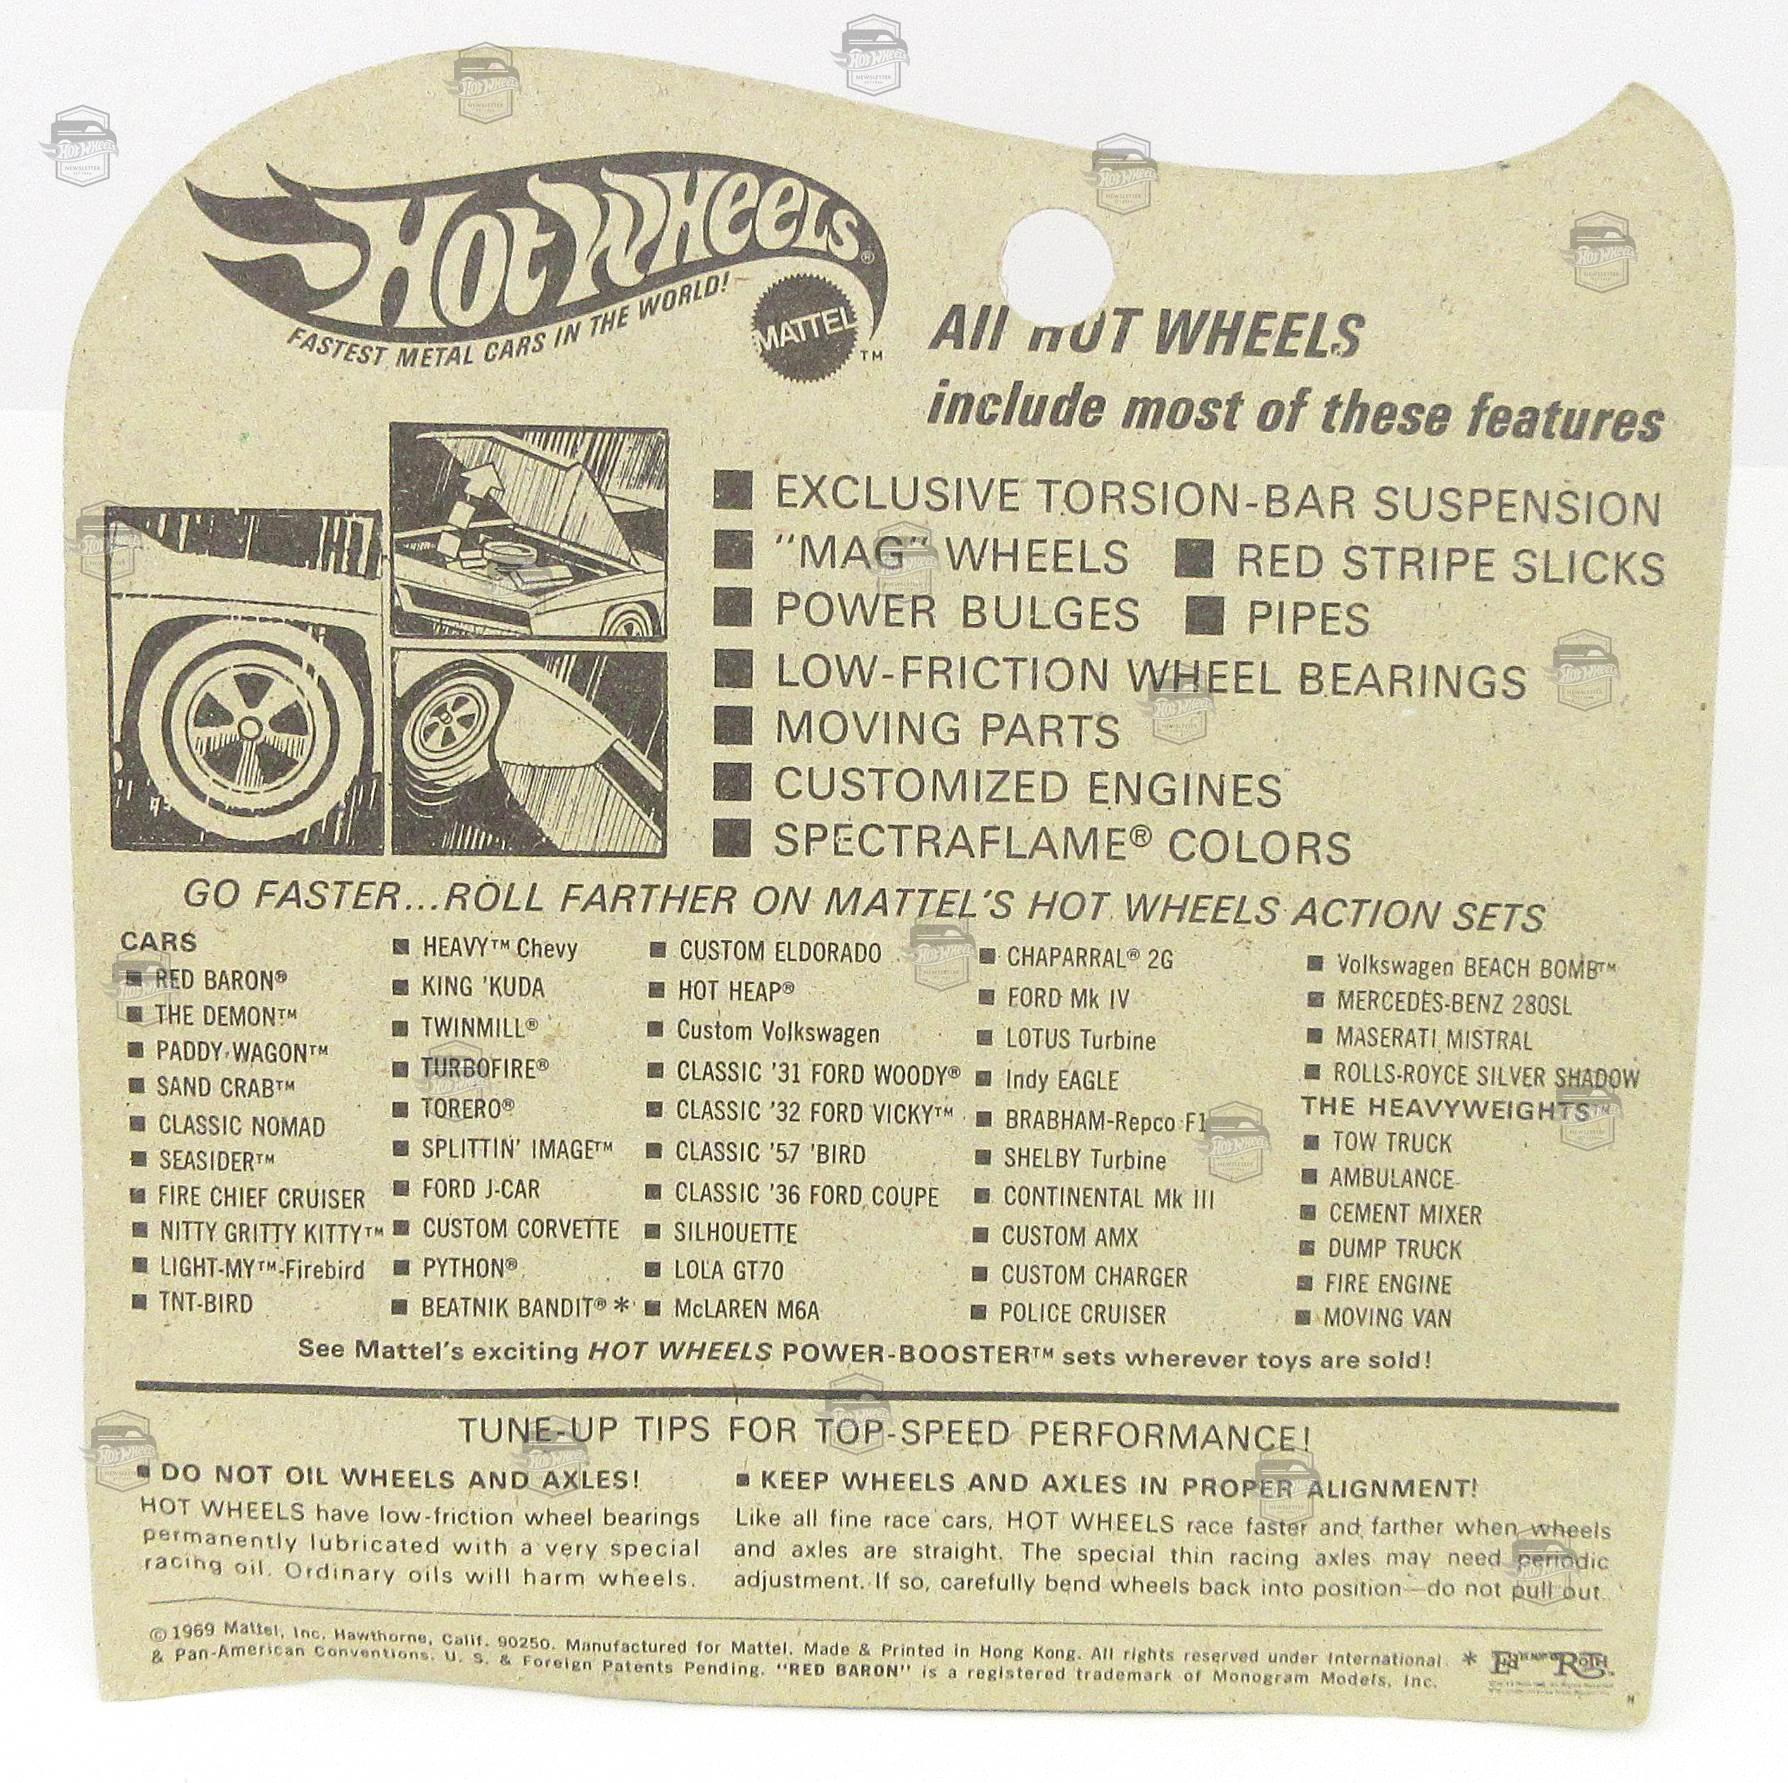 Hot Wheels®
FASTEST METAL CARS IN THE WORLD!
MATTEL ™
All HOT WHEELS
include most of these features
■ EXCLUSIVE TORSION-BAR SUSPENSION
■ "MAG" WHEELS ■ RED STRIPE SLICKS
■ POWER BULGES ■ PIPES
■ LOW-FRICTION WHEEL BEARINGS
■ MOVING PARTS
■ CUSTOMIZED ENGINES
■ SPECTRAFLAME® COLORS
GO FASTER...ROLL FARTHER ON MATTEL'S HOT WHEELS ACTION SETS
CARS
■ RED BARON®
■ THE DEMON™
■ PADDY WAGON™
■ SAND CRAB™
■ CLASSIC NOMAD
■ SEASIDER™
■ FIRE CHIEF CRUISER
■ NITTY GRITTY KITTY™
■ LIGHT-MY™-Firebird
■ TNT-BIRD
■ HEAVY™ Chevy
■ KING 'KUDA
■ TWINMILL®
■ TURBOFIRE®
■ TORERO®
■ SPLITTIN' IMAGE™
■ FORD J-CAR
■ CUSTOM CORVETTE
■ PYTHON®
■ BEATNIK BANDIT® *
■ CUSTOM ELDORADO
■ HOT HEAP®
■ Custom Volkswagen
■ CLASSIC '31 FORD WOODY®
■ CLASSIC '32 FORD VICKY™
■ CLASSIC '57 'BIRD
■ CLASSIC '36 FORD COUPE
■ SILHOUETTE
■ LOLA GT70
■ McLAREN M6A
■ CHAPARRAL® 2G
■ FORD Mk IV
■ LOTUS Turbine
■ Indy EAGLE
■ BRABHAM-Repco F1
■ SHELBY Turbine
■ CONTINENTAL Mk III
■ CUSTOM AMX
■ CUSTOM CHARGER
■ POLICE CRUISER
■ Volkswagen BEACH BOMB™
■ MERCEDES-BENZ 280SL
■ MASERATI MISTRAL
■ ROLLS-ROYCE SILVER SHADOW
THE HEAVYWEIGHTS™
■ TOW TRUCK
■ AMBULANCE
■ CEMENT MIXER
■ DUMP TRUCK
■ FIRE ENGINE
■ MOVING VAN
See Mattel's exciting HOT WHEELS POWER-BOOSTER™ sets wherever toys are sold!
TUNE-UP TIPS FOR TOP-SPEED PERFORMANCE!
■ DO NOT OIL WHEELS AND AXLES!
HOT WHEELS have low-friction wheel bearings
permanently lubricated with a very special
racing oil. Ordinary oils will harm wheels.
■ KEEP WHEELS AND AXLES IN PROPER ALIGNMENT!
Like all fine race cars, HOT WHEELS race faster and farther when wheels
and axles are straight. The special thin racing axles may need periodic
adjustment. If so, carefully bend wheels back into position—do not pull out.
©1969 Mattel, Inc. Hawthorne, Calif. 90250. Manufactured for Mattel. Made & Printed in Hong Kong. All rights reserved under International
& Pan-American Conventions. U. S. & Foreign Patents Pending. "RED BARON" is a registered trademark of Monogram Models, Inc.
* Ed Roth